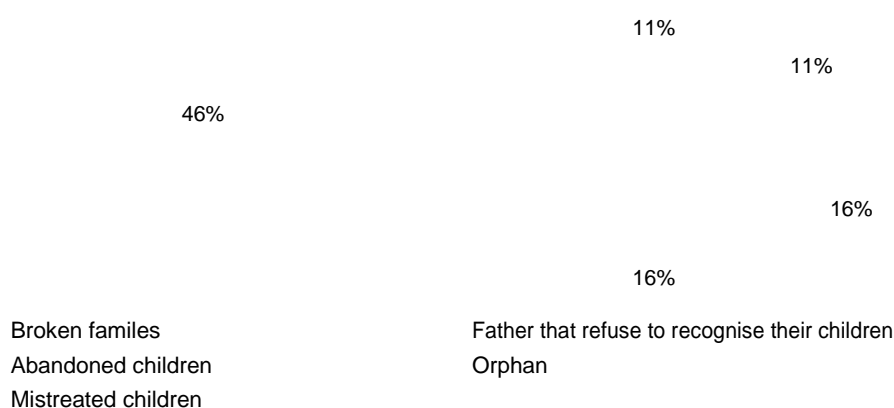 11%
11%
46%
16%
16%
Broken familes
Father that refuse to recognise their children
Abandoned children
Orphan
Mistreated children